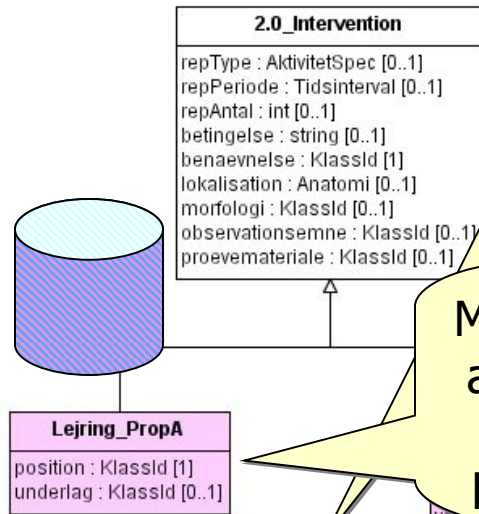 2.0_Intervention
repType : AktivitetSpec [0..1]
repPeriode : Tidsinterval [0..1]
repAntal : int [0..1]
betingelse : string [0..1]
benaevnelse : KlassId [1]
lokalisation : Anatomi [0..1]
morfologi : KlassId [0..1]
observationsemne : KlassId [0..1]
proevemateriale : KlassId [0..1]
M
a
Lejring_PropA
position : KlassId [1]
underlag : KlassId [0..1]